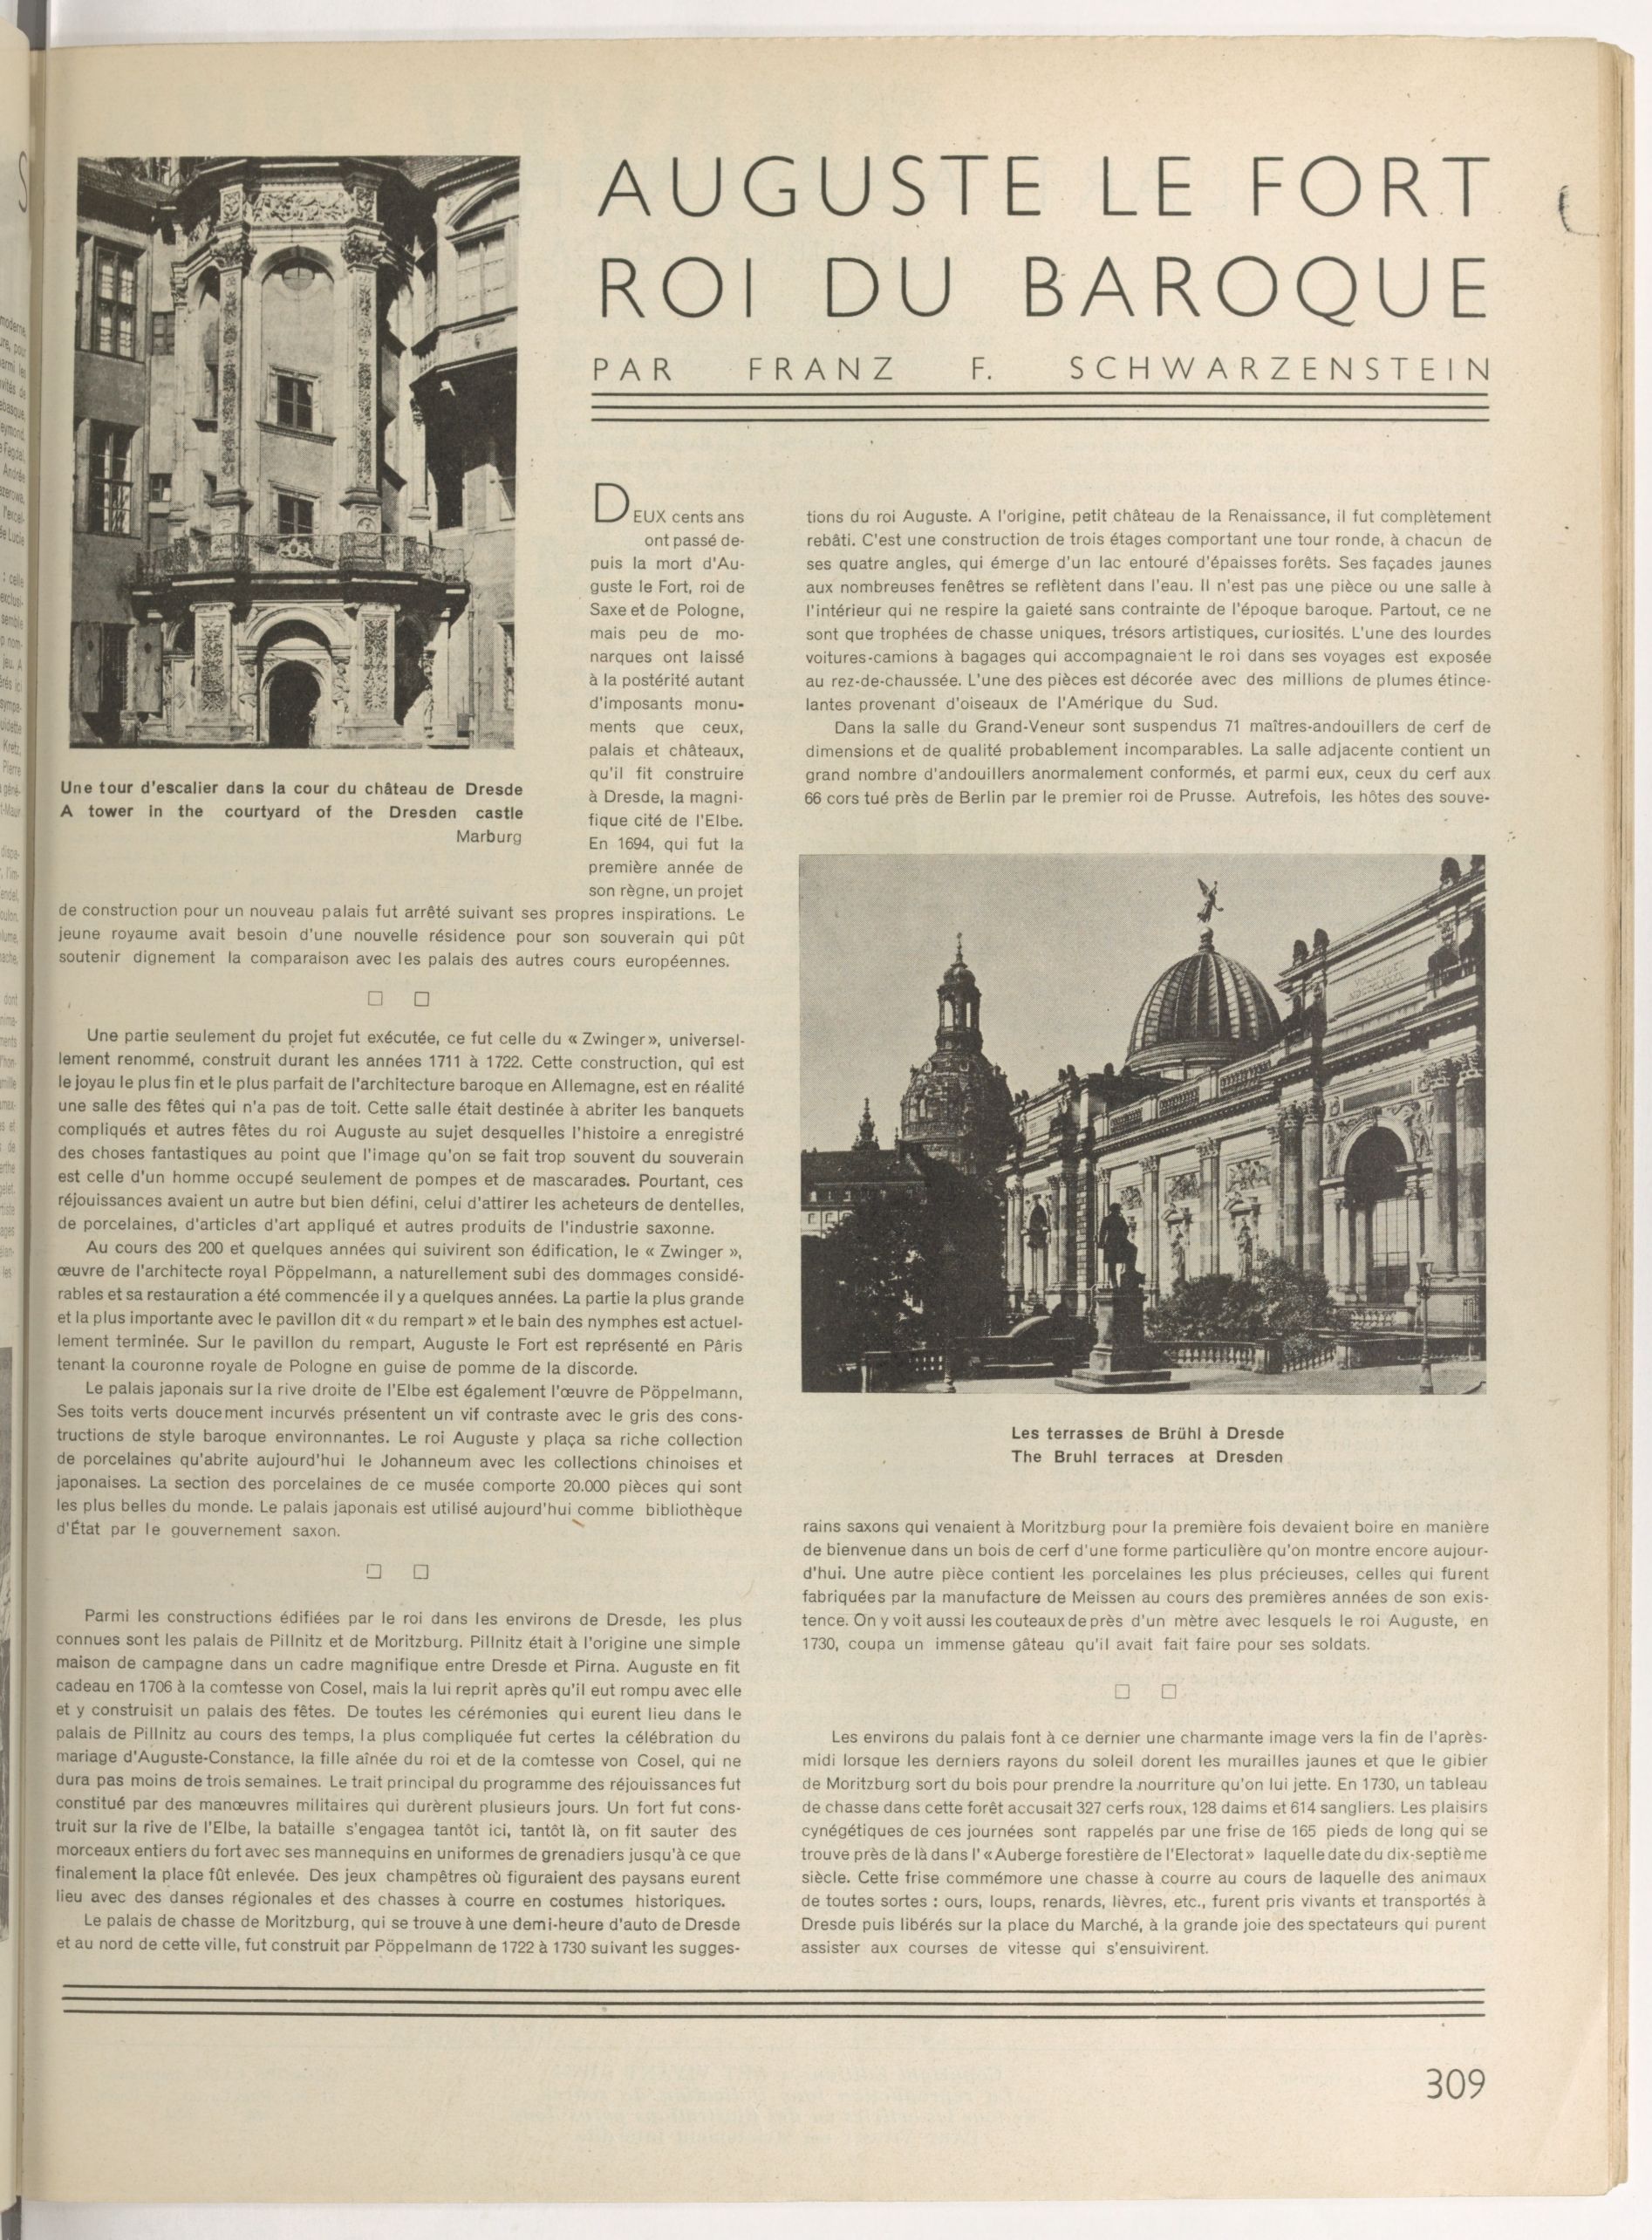 AUGUSTE LE FORT
ROI DU BAROQUE
PAR FRANZ F. SCHWARZENSTEIN
Une tour d'escalier dans la cour du château de Dresde
A tower in the courtyard of the Dresden castle
Marburg
DEUX cents ans
ont passé de-
puis la mort d'Au-
guste le Fort, roi de
Saxe et de Pologne,
mais peu de mo-
narques ont laissé
à la postérité autant
d'imposants monu-
ments que ceux,
palais et châteaux,
qu'il fit construire
à Dresde, la magni-
fique cité de l'Elbe.
En 1694, qui fut la
première année de
son règne, un projet
de construction pour un nouveau palais fut arrêté suivant ses propres inspirations. Le
jeune royaume avait besoin d'une nouvelle résidence pour son souverain qui pût
soutenir dignement la comparaison avec les palais des autres cours européennes.
□ □
Une partie seulement du projet fut exécutée, ce fut celle du « Zwinger », universel-
lement renommé, construit durant les années 1711 à 1722. Cette construction, qui est
le joyau le plus fin et le plus parfait de l'architecture baroque en Allemagne, est en réalité
une salle des fêtes qui n'a pas de toit. Cette salle était destinée à abriter les banquets
compliqués et autres fêtes du roi Auguste au sujet desquelles l'histoire a enregistré
des choses fantastiques au point que l'image qu'on se fait trop souvent du souverain
est celle d'un homme occupé seulement de pompes et de mascarades. Pourtant, ces
réjouissances avaient un autre but bien défini, celui d'attirer les acheteurs de dentelles,
de porcelaines, d'articles d'art appliqué et autres produits de l'industrie saxonne.
Au cours des 200 et quelques années qui suivirent son édification, le « Zwinger »,
œuvre de l'architecte royal Pöppelmann, a naturellement subi des dommages considé-
rables et sa restauration a été commencée il y a quelques années. La partie la plus grande
et la plus importante avec le pavillon dit « du rempart » et le bain des nymphes est actuel-
lement terminée. Sur le pavillon du rempart, Auguste le Fort est représenté en Pâris
tenant la couronne royale de Pologne en guise de pomme de la discorde.
Le palais japonais sur la rive droite de l'Elbe est également l'œuvre de Pöppelmann,
Ses toits verts doucement incurvés présentent un vif contraste avec le gris des cons-
tructions de style baroque environnantes. Le roi Auguste y plaça sa riche collection
de porcelaines qu'abrite aujourd'hui le Johanneum avec les collections chinoises et
japonaises. La section des porcelaines de ce musée comporte 20.000 pièces qui sont
les plus belles du monde. Le palais japonais est utilisé aujourd'hui comme bibliothèque
d'État par le gouvernement saxon.
□ □
Parmi les constructions édifiées par le roi dans les environs de Dresde, les plus
connues sont les palais de Pillnitz et de Moritzburg. Pillnitz était à l'origine une simple
maison de campagne dans un cadre magnifique entre Dresde et Pirna. Auguste en fit
cadeau en 1706 à la comtesse von Cosel, mais la lui reprit après qu'il eut rompu avec elle
et y construisit un palais des fêtes. De toutes les cérémonies qui eurent lieu dans le
palais de Pillnitz au cours des temps, la plus compliquée fut certes la célébration du
mariage d'Auguste-Constance, la fille aînée du roi et de la comtesse von Cosel, qui ne
dura pas moins de trois semaines. Le trait principal du programme des réjouissances fut
constitué par des manœuvres militaires qui durèrent plusieurs jours. Un fort fut cons-
truit sur la rive de l'Elbe, la bataille s'engagea tantôt ici, tantôt là, on fit sauter des
morceaux entiers du fort avec ses mannequins en uniformes de grenadiers jusqu'à ce que
finalement la place fût enlevée. Des jeux champêtres où figuraient des paysans eurent
lieu avec des danses régionales et des chasses à courre en costumes historiques.
Le palais de chasse de Moritzburg, qui se trouve à une demi-heure d'auto de Dresde
et au nord de cette ville, fut construit par Pöppelmann de 1722 à 1730 suivant les sugges-
tions du roi Auguste. A l'origine, petit château de la Renaissance, il fut complètement
rebâti. C'est une construction de trois étages comportant une tour ronde, à chacun de
ses quatre angles, qui émerge d'un lac entouré d'épaisses forêts. Ses façades jaunes
aux nombreuses fenêtres se reflètent dans l'eau. Il n'est pas une pièce ou une salle à
l'intérieur qui ne respire la gaieté sans contrainte de l'époque baroque. Partout, ce ne
sont que trophées de chasse uniques, trésors artistiques, curiosités. L'une des lourdes
voitures-camions à bagages qui accompagnaient le roi dans ses voyages est exposée
au rez-de-chaussée. L'une des pièces est décorée avec des millions de plumes étince-
lantes provenant d'oiseaux de l'Amérique du Sud.
Dans la salle du Grand-Veneur sont suspendus 71 maîtres-andouillers de cerf de
dimensions et de qualité probablement incomparables. La salle adjacente contient un
grand nombre d'andouillers anormalement conformés, et parmi eux, ceux du cerf aux
66 cors tué près de Berlin par le premier roi de Prusse. Autrefois, les hôtes des souve-
Les terrasses de Brühl à Dresde
The Bruhl terraces at Dresden
rains saxons qui venaient à Moritzburg pour la première fois devaient boire en manière
de bienvenue dans un bois de cerf d'une forme particulière qu'on montre encore aujour-
d'hui. Une autre pièce contient les porcelaines les plus précieuses, celles qui furent
fabriquées par la manufacture de Meissen au cours des premières années de son exis-
tence. On y voit aussi les couteaux de près d'un mètre avec lesquels le roi Auguste, en
1730, coupa un immense gâteau qu'il avait fait faire pour ses soldats.
□ □
Les environs du palais font à ce dernier une charmante image vers la fin de l'après-
midi lorsque les derniers rayons du soleil dorent les murailles jaunes et que le gibier
de Moritzburg sort du bois pour prendre la nourriture qu'on lui jette. En 1730, un tableau
de chasse dans cette forêt accusait 327 cerfs roux, 128 daims et 614 sangliers. Les plaisirs
cynégétiques de ces journées sont rappelés par une frise de 165 pieds de long qui se
trouve près de là dans l' « Auberge forestière de l'Electorat » laquelle date du dix-septième
siècle. Cette frise commémore une chasse à courre au cours de laquelle des animaux
de toutes sortes : ours, loups, renards, lièvres, etc., furent pris vivants et transportés à
Dresde puis libérés sur la place du Marché, à la grande joie des spectateurs qui purent
assister aux courses de vitesse qui s'ensuivirent.
309